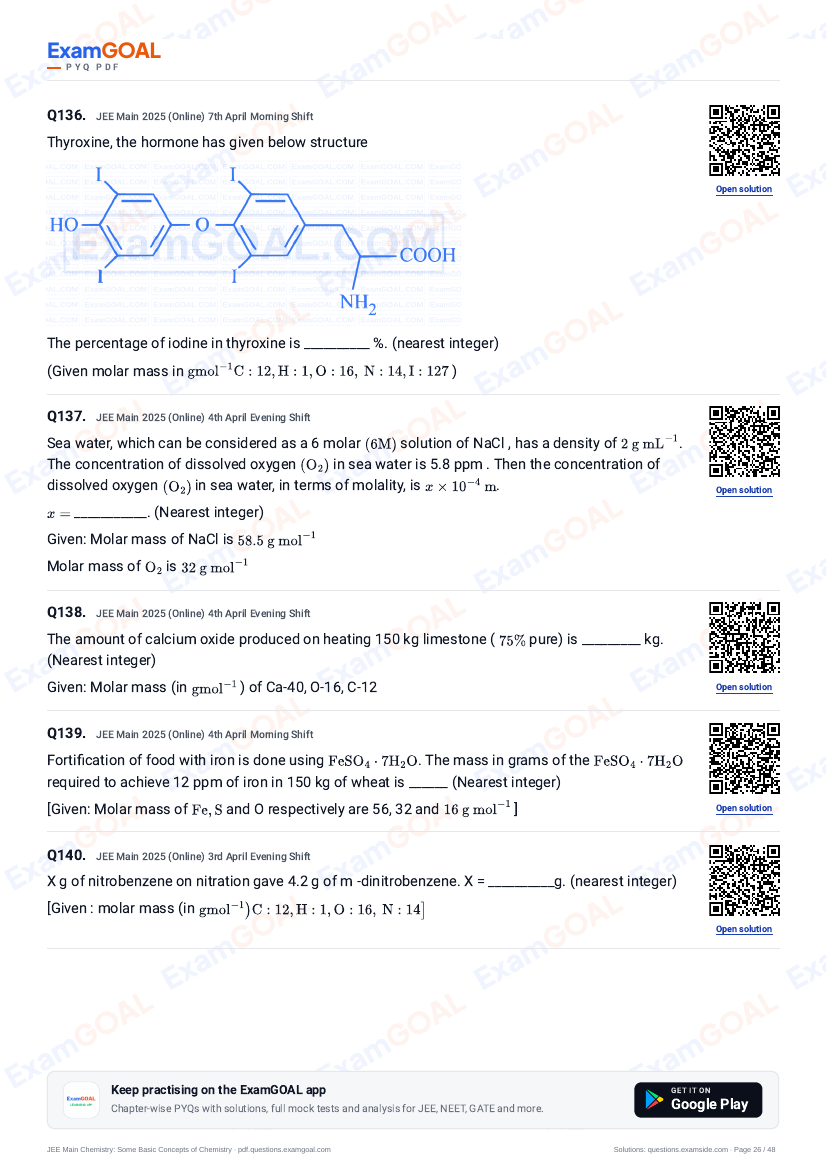 ExamGOAL
PYQ PDF
Q136. JEE Main 2025 (Online) 7th April Morning Shift
Thyroxine, the hormone has given below structure
Open solution
I I
HO O COOH
I I
NH₂
The percentage of iodine in thyroxine is __________ %. (nearest integer)
(Given molar mass in gmol⁻¹C : 12, H : 1, O : 16, N : 14, I : 127 )
Q137. JEE Main 2025 (Online) 4th April Evening Shift
Sea water, which can be considered as a 6 molar (6M) solution of NaCl , has a density of 2 g mL⁻¹.
The concentration of dissolved oxygen (O₂) in sea water is 5.8 ppm . Then the concentration of
dissolved oxygen (O₂) in sea water, in terms of molality, is x × 10⁻⁴ m.
x = ___________. (Nearest integer)
Given: Molar mass of NaCl is 58.5 g mol⁻¹
Molar mass of O₂ is 32 g mol⁻¹
Open solution
Q138. JEE Main 2025 (Online) 4th April Evening Shift
The amount of calcium oxide produced on heating 150 kg limestone ( 75% pure) is _________ kg.
(Nearest integer)
Given: Molar mass (in gmol⁻¹ ) of Ca-40, O-16, C-12
Open solution
Q139. JEE Main 2025 (Online) 4th April Morning Shift
Fortification of food with iron is done using FeSO₄ · 7H₂O. The mass in grams of the FeSO₄ · 7H₂O
required to achieve 12 ppm of iron in 150 kg of wheat is ______ (Nearest integer)
[Given: Molar mass of Fe, S and O respectively are 56, 32 and 16 g mol⁻¹ ]
Open solution
Q140. JEE Main 2025 (Online) 3rd April Evening Shift
X g of nitrobenzene on nitration gave 4.2 g of m -dinitrobenzene. X = __________g. (nearest integer)
[Given : molar mass (in gmol⁻¹) C : 12, H : 1, O : 16, N : 14]
Open solution
ExamGOAL
Keep practising on the ExamGOAL app
Chapter-wise PYQs with solutions, full mock tests and analysis for JEE, NEET, GATE and more.
GET IT ON
Google Play
JEE Main Chemistry: Some Basic Concepts of Chemistry · pdf.questions.examgoal.com
Solutions: questions.examside.com · Page 26 / 48